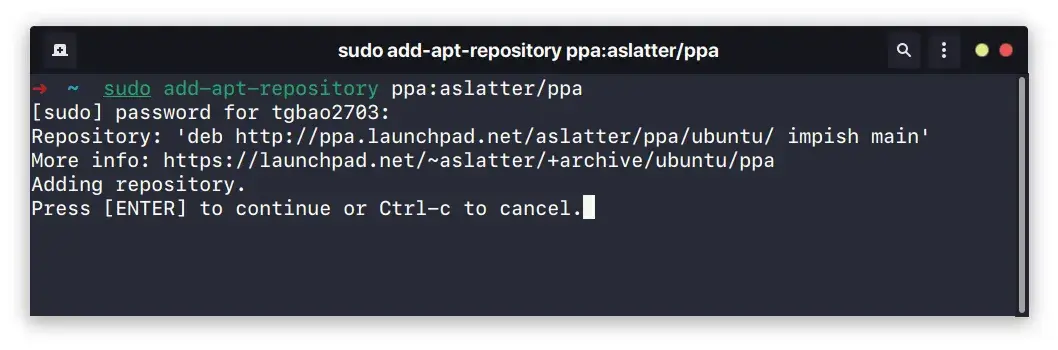 sudo add-apt-repository ppa:aslatter/ppa
➜ ~ sudo add-apt-repository ppa:aslatter/ppa
[sudo] password for tgbao2703:
Repository: 'deb http://ppa.launchpad.net/aslatter/ppa/ubuntu/ impish main'
More info: https://launchpad.net/~aslatter/+archive/ubuntu/ppa
Adding repository.
Press [ENTER] to continue or Ctrl-c to cancel.